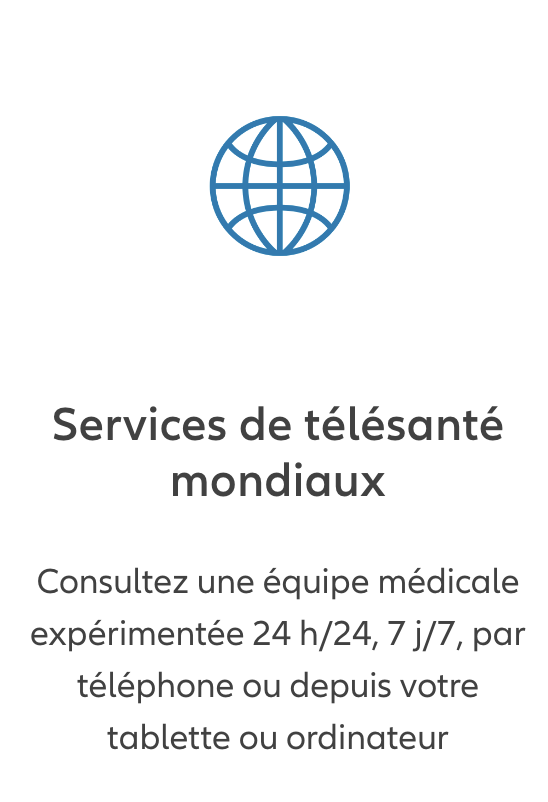 Services de télésanté
mondiaux
Consultez une équipe médicale
expérimentée 24 h/24, 7 j/7, par
téléphone ou depuis votre
tablette ou ordinateur